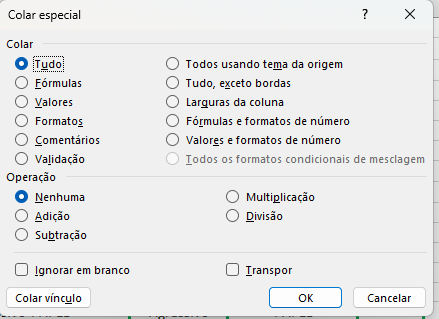 Colar especial ? ×
Colar
Tudo Todos usando tema da origem
Fórmulas Tudo, exceto bordas
Valores Larguras da coluna
Formatos Fórmulas e formatos de número
Comentários Valores e formatos de número
Validação Todos os formatos condicionais de mesclagem
Operação
Nenhuma Multiplicação
Adição Divisão
Subtração
Ignorar em branco Transpor
Colar vínculo OK Cancelar